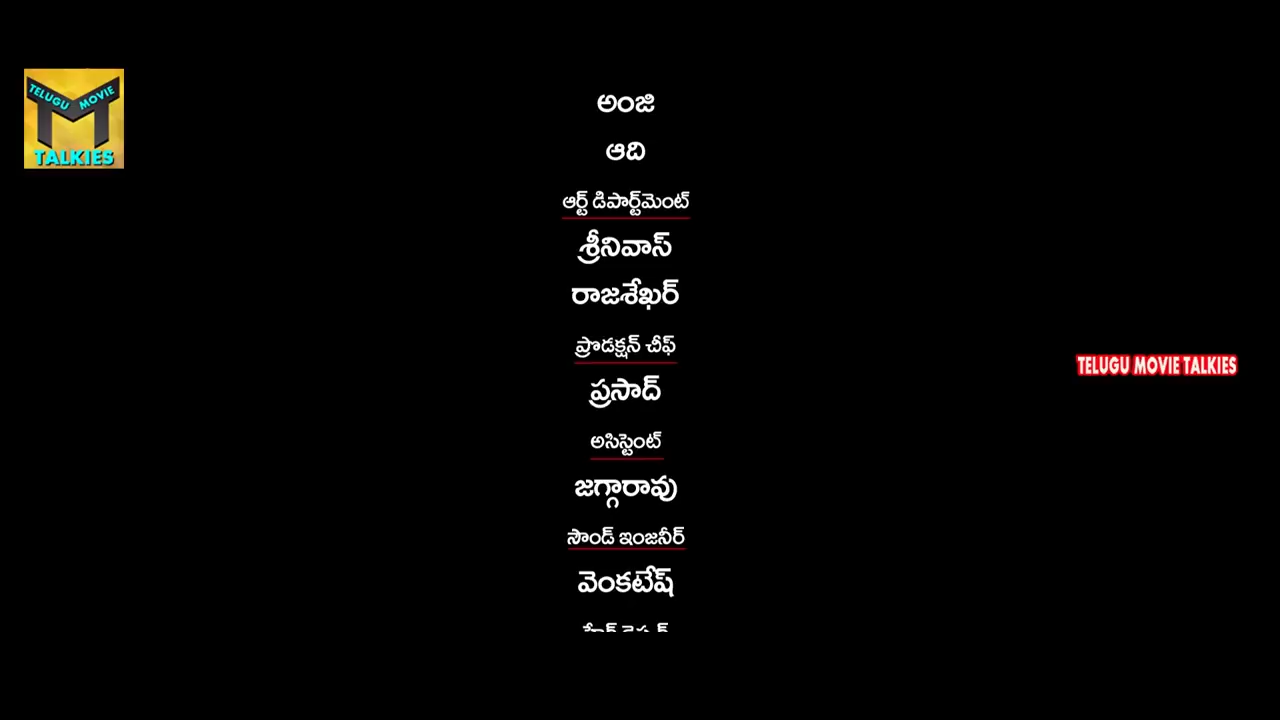 TELUGU MOVIE
TALKIES
అంజి
ఆది
ఆర్ట్ డిపార్ట్‌మెంట్
శ్రీనివాస్
రాజశేఖర్
ప్రొడక్షన్ చీఫ్
TELUGU MOVIE TALKIES
ప్రసాద్
అసిస్టెంట్
జగ్గారావు
సౌండ్ ఇంజనీర్
వెంకటేష్